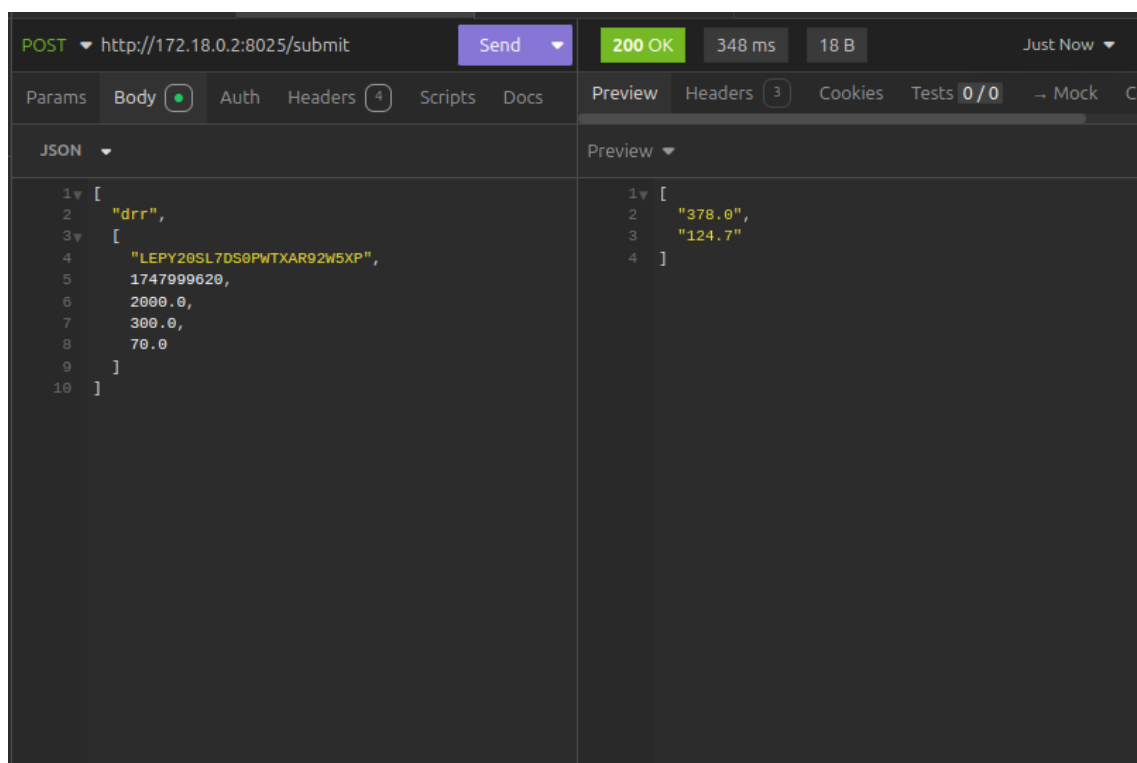 POST http://172.18.0.2:8025/submit Send
Params Body Auth Headers 4 Scripts Docs
JSON
1 [
2 "drr",
3 [
4 "LEPY20SL7DS0PWTXAR92W5XP",
5 1747999620,
6 2000.0,
7 300.0,
8 70.0
9 ]
10 ]
200 OK 348 ms 18 B Just Now
Preview Headers 3 Cookies Tests 0 / 0 → Mock C
Preview
1 [
2 "378.0",
3 "124.7"
4 ]